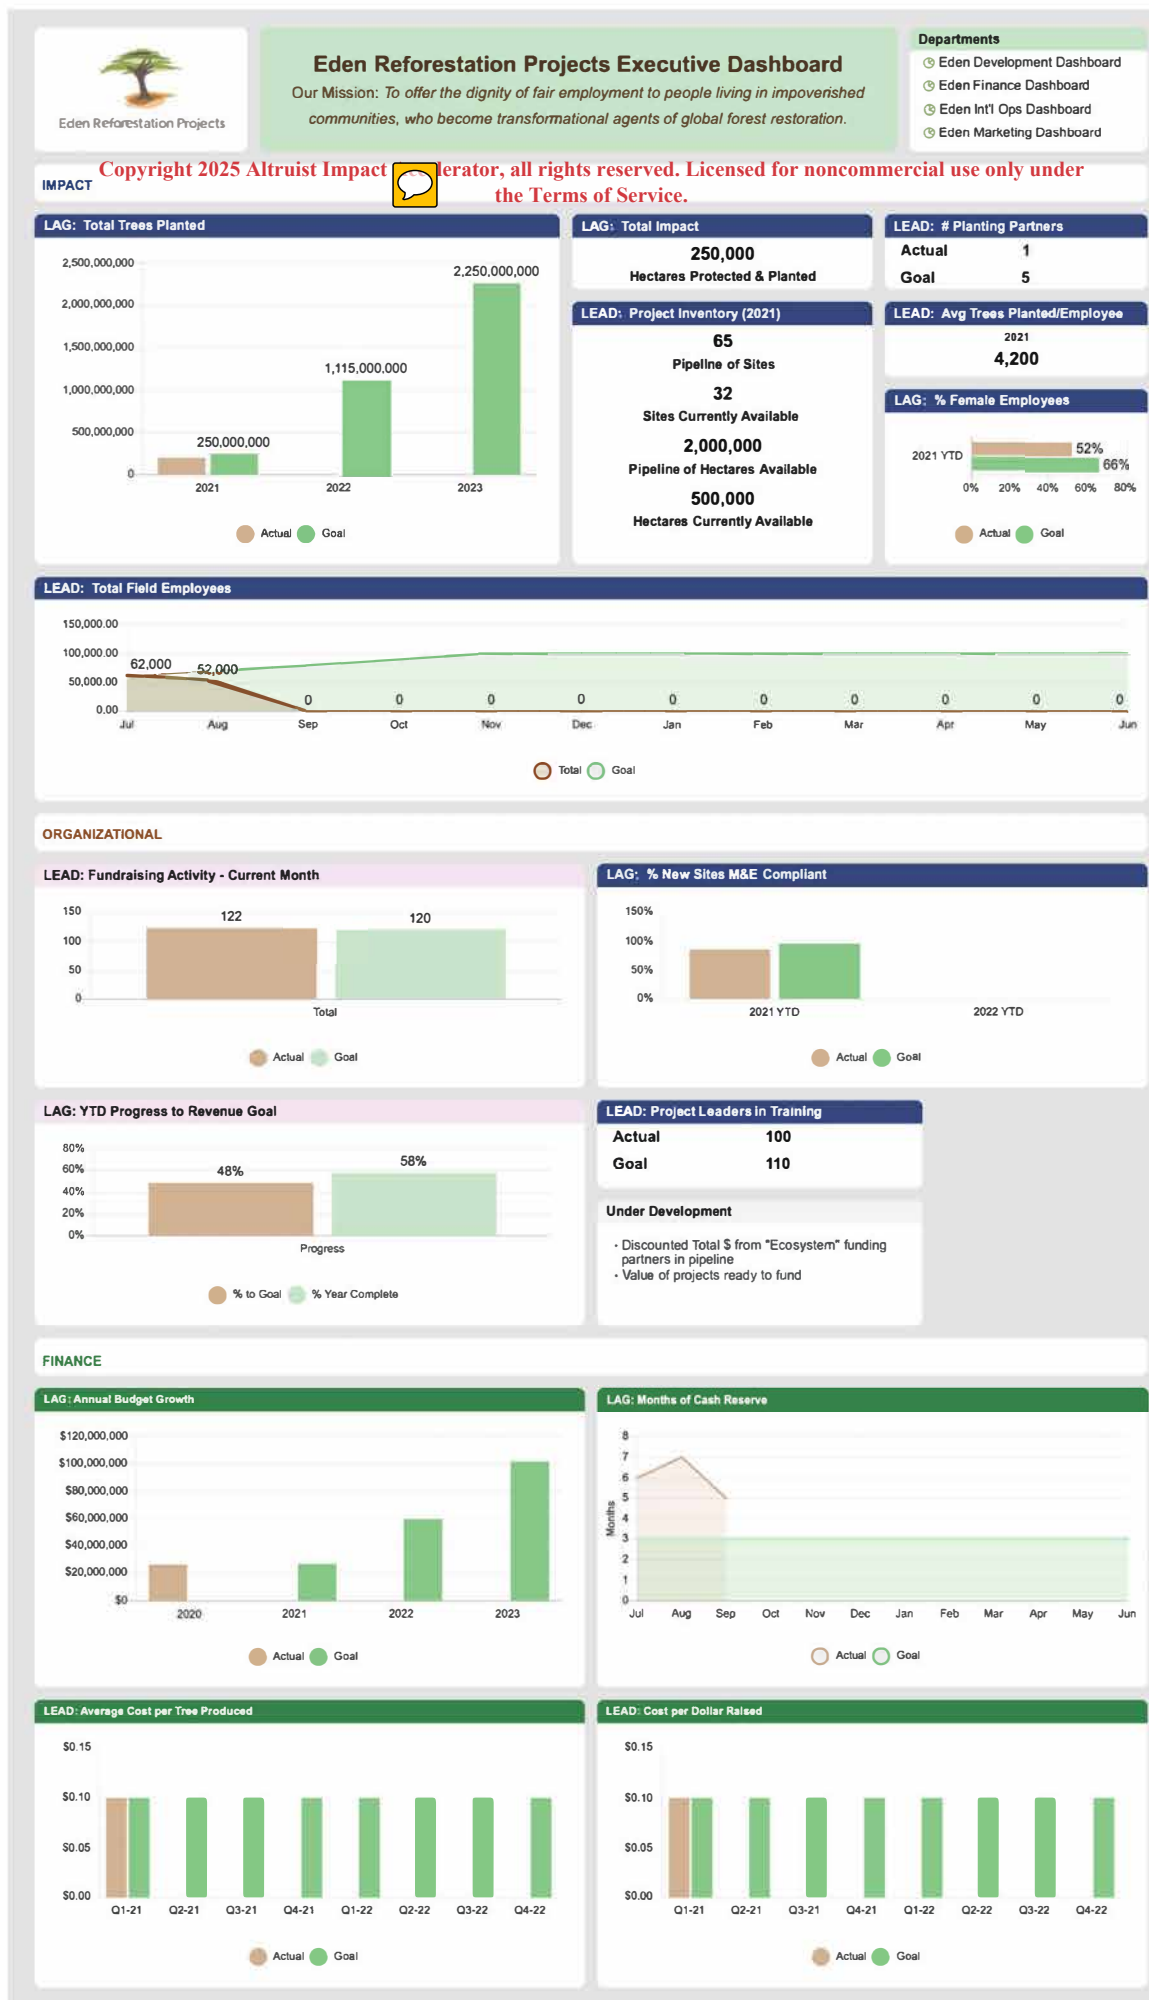 Eden Reforestation Projects
Eden Reforestation Projects Executive Dashboard
Our Mission: To offer the dignity of fair employment to people living in impoverished
communities, who become transformational agents of global forest restoration.
Departments
Eden Development Dashboard
Eden Finance Dashboard
Eden Int'l Ops Dashboard
Eden Marketing Dashboard
Copyright 2025 Altruist Impact lerator, all rights reserved. Licensed for noncommercial use only under
the Terms of Service.
IMPACT
LAG: Total Trees Planted
2,500,000,000
2,000,000,000
1,500,000,000
1,000,000,000
500,000,000
0
250,000,000
1,115,000,000
2,250,000,000
2021 2022 2023
Actual Goal
LAG: Total Impact
250,000
Hectares Protected & Planted
LEAD: Project Inventory (2021)
65
Pipeline of Sites
32
Sites Currently Available
2,000,000
Pipeline of Hectares Available
500,000
Hectares Currently Available
LEAD: # Planting Partners
Actual 1
Goal 5
LEAD: Avg Trees Planted/Employee
2021
4,200
LAG: % Female Employees
2021 YTD
52%
66%
0% 20% 40% 60% 80%
Actual Goal
LEAD: Total Field Employees
150,000.00
100,000.00
50,000.00
0.00
62,000 52,000 0 0 0 0 0 0 0 0 0 0
Jul Aug Sep Oct Nov Dec Jan Feb Mar Apr May Jun
Total Goal
ORGANIZATIONAL
LEAD: Fundraising Activity - Current Month
150
100
50
0
122 120
Total
Actual Goal
LAG: % New Sites M&E Compliant
150%
100%
50%
0%
2021 YTD 2022 YTD
Actual Goal
LAG: YTD Progress to Revenue Goal
80%
60%
40%
20%
0%
48% 58%
Progress
% to Goal % Year Complete
LEAD: Project Leaders in Training
Actual 100
Goal 110
Under Development
• Discounted Total $ from "Ecosystem" funding
partners in pipeline
• Value of projects ready to fund
FINANCE
LAG: Annual Budget Growth
$120,000,000
$100,000,000
$80,000,000
$60,000,000
$40,000,000
$20,000,000
$0
2020 2021 2022 2023
Actual Goal
LAG: Months of Cash Reserve
Months
8
7
6
5
4
3
2
1
0
Jul Aug Sep Oct Nov Dec Jan Feb Mar Apr May Jun
Actual Goal
LEAD: Average Cost per Tree Produced
$0.15
$0.10
$0.05
$0.00
Q1-21 Q2-21 Q3-21 Q4-21 Q1-22 Q2-22 Q3-22 Q4-22
Actual Goal
LEAD: Cost per Dollar Raised
$0.15
$0.10
$0.05
$0.00
Q1-21 Q2-21 Q3-21 Q4-21 Q1-22 Q2-22 Q3-22 Q4-22
Actual Goal